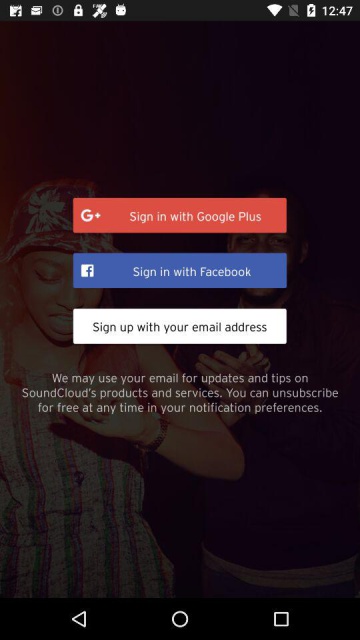 12:47
G+ Sign in with Google Plus
Sign in with Facebook
Sign up with your email address
We may use your email for updates and tips on
SoundCloud's products and services. You can unsubscribe
for free at any time in your notification preferences.